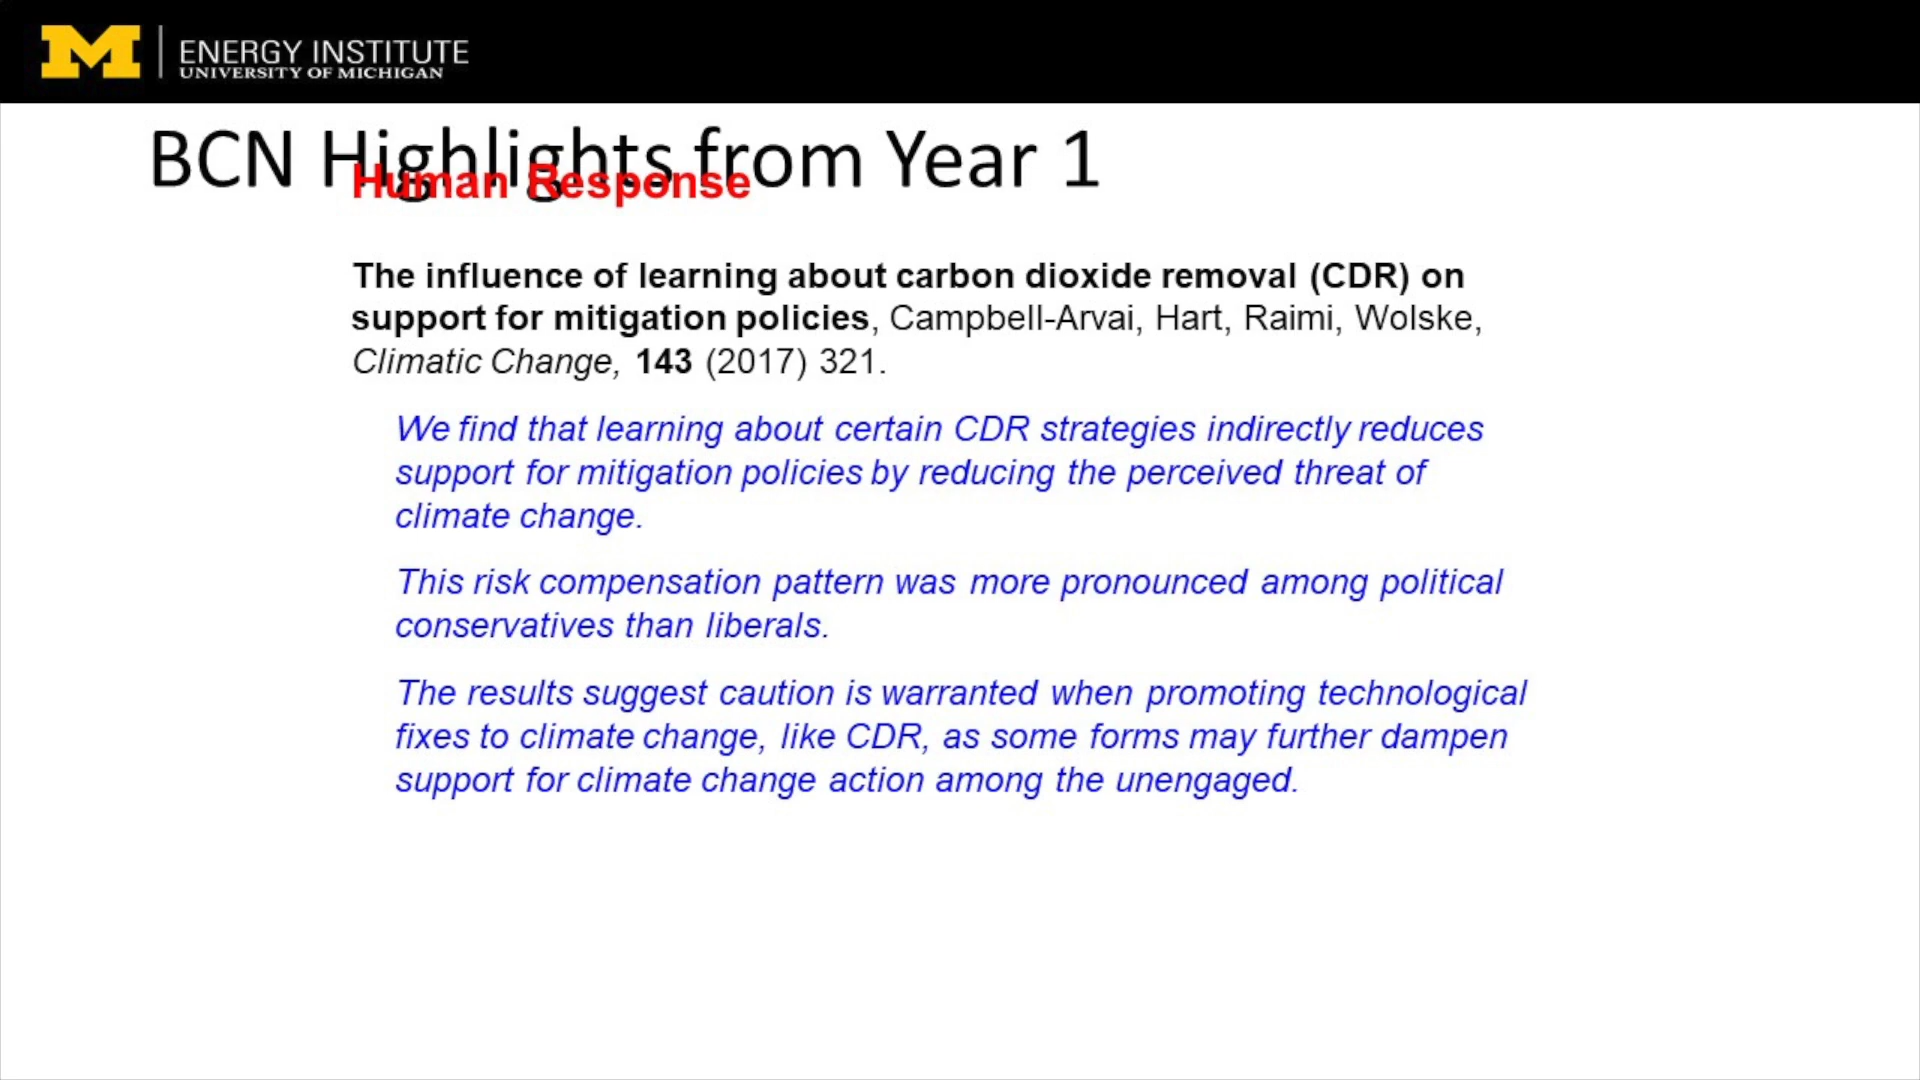 M
ENERGY INSTITUTE
UNIVERSITY OF MICHIGAN
BCN Highlights from Year 1
Human Response
The influence of learning about carbon dioxide removal (CDR) on
support for mitigation policies, Campbell-Arvai, Hart, Raimi, Wolske,
Climatic Change, 143 (2017) 321.
We find that learning about certain CDR strategies indirectly reduces
support for mitigation policies by reducing the perceived threat of
climate change.
This risk compensation pattern was more pronounced among political
conservatives than liberals.
The results suggest caution is warranted when promoting technological
fixes to climate change, like CDR, as some forms may further dampen
support for climate change action among the unengaged.